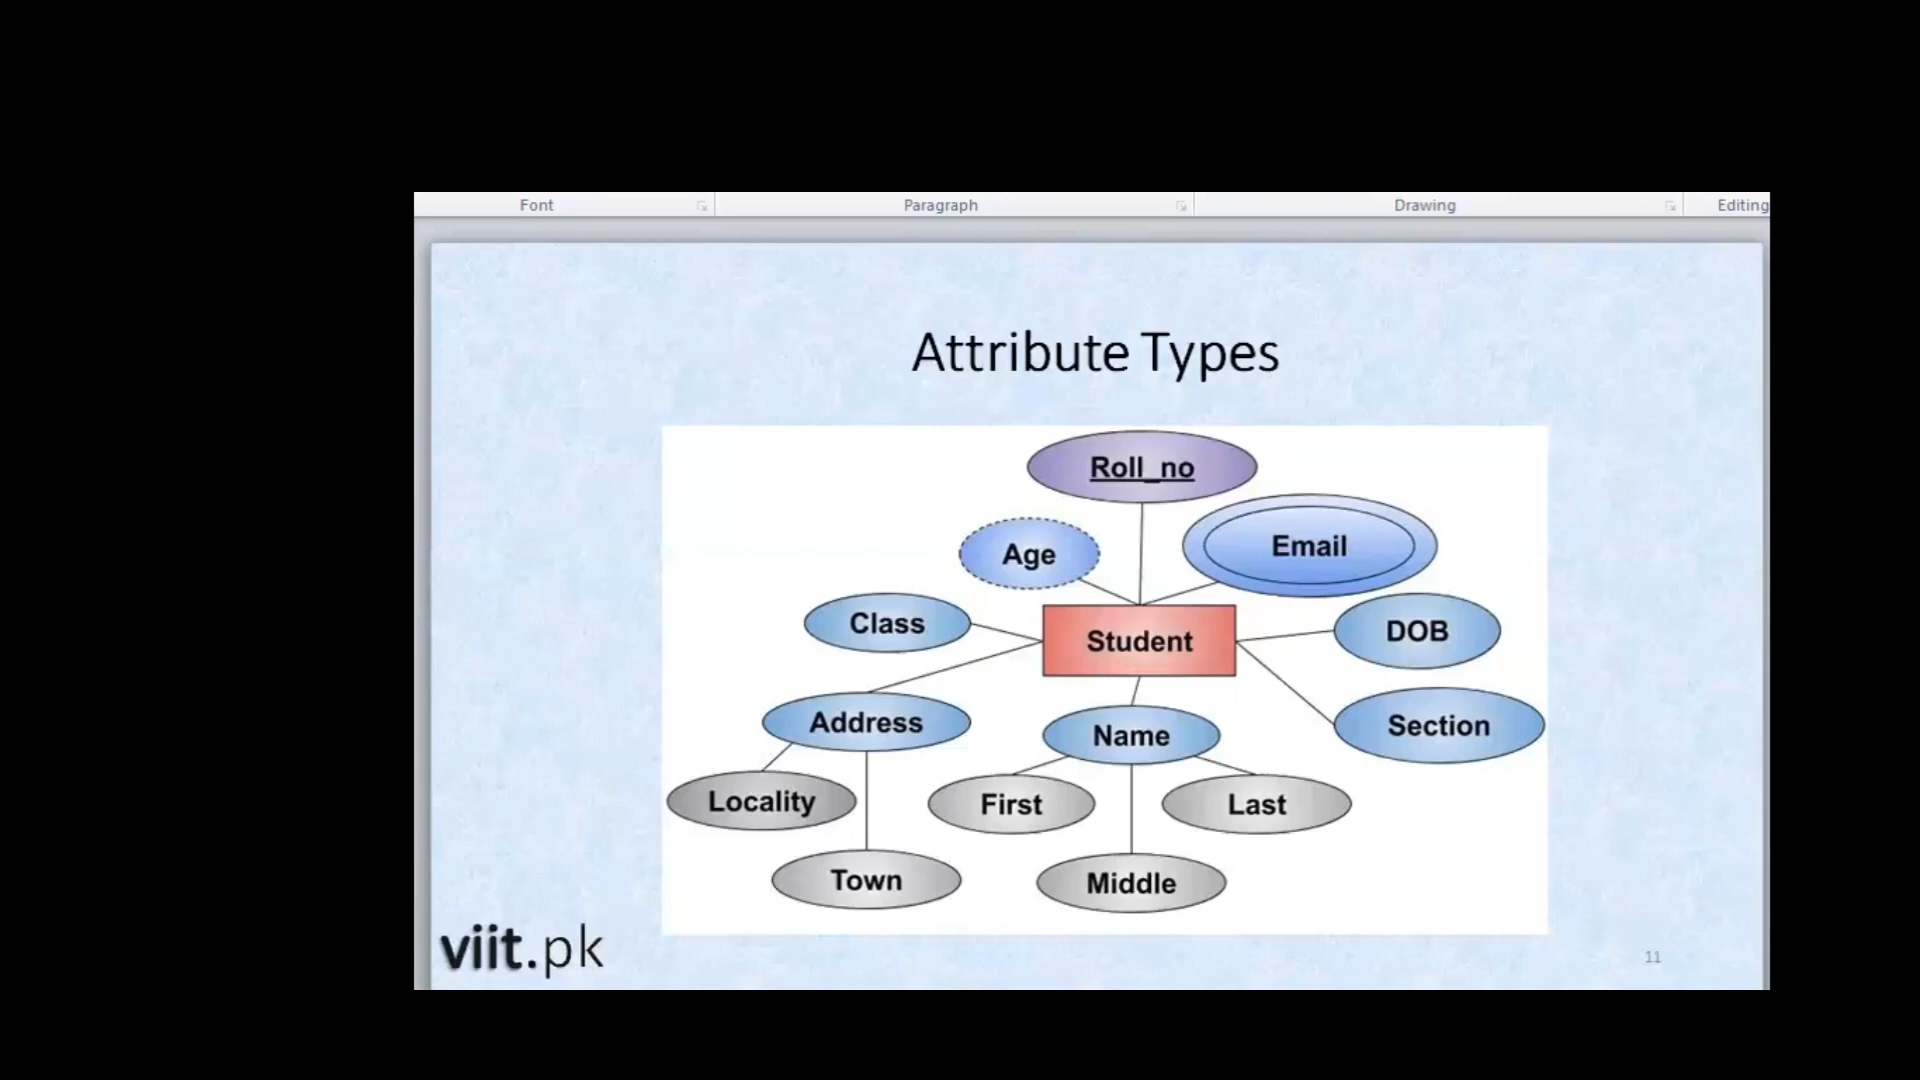 Font
Paragraph
Drawing
Editing
Attribute Types
Roll_no
Age
Email
Class
Student
DOB
Address
Name
Section
Locality
First
Last
Town
Middle
viit.pk
11